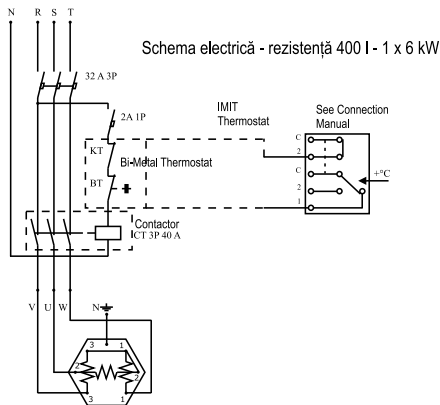 N R S T
Schema electrică - rezistență 400 l - 1 x 6 kW
32 A 3P
2A 1P
IMIT
Thermostat
See Connection
Manual
KT
Bi-Metal Thermostat
BT
C
2
C
2
1
+°C
Contactor
CT 3P 40 A
V U W N
3 1
2 2
3 1